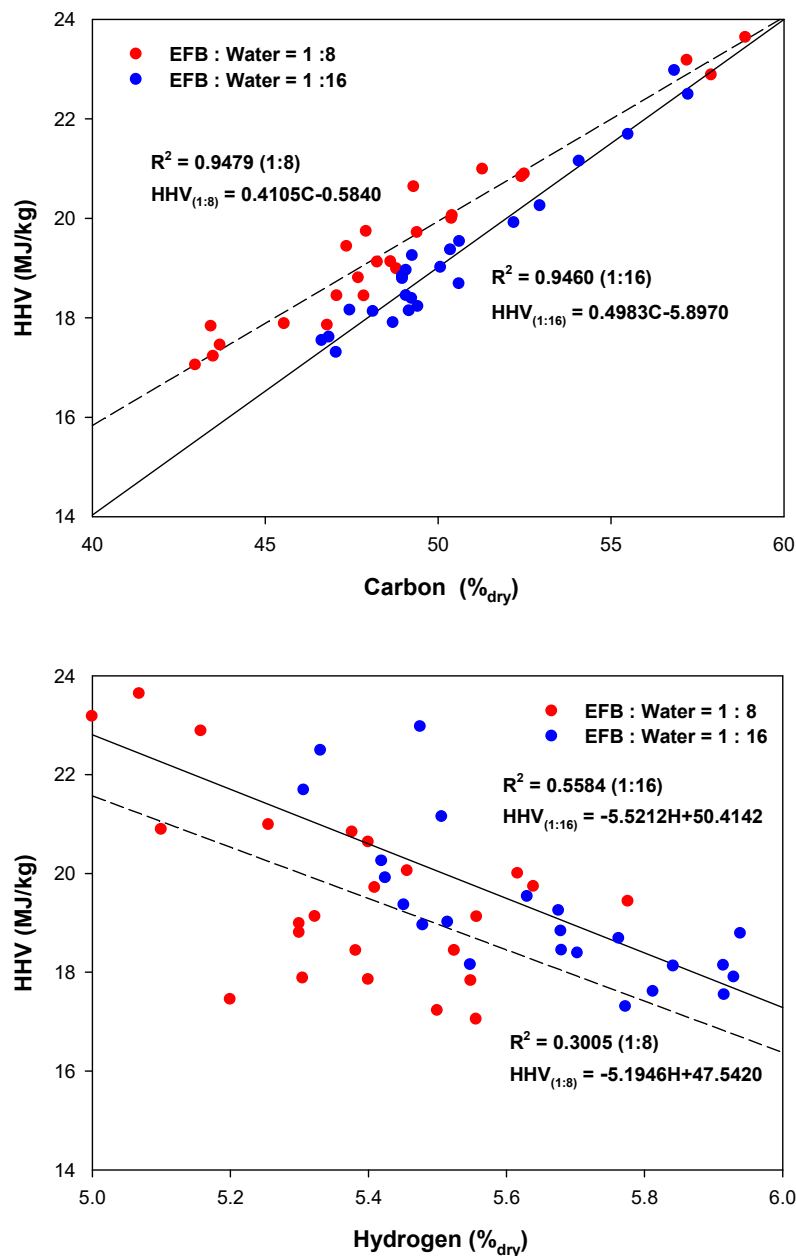 24
22
20
18
16
14
HHV (MJ/kg)
EFB : Water = 1 :8
EFB : Water = 1 :16
R² = 0.9479 (1:8)
HHV(1:8) = 0.4105C-0.5840
R² = 0.9460 (1:16)
HHV(1:16) = 0.4983C-5.8970
40 45 50 55 60
Carbon (%dry)
24
22
20
18
16
14
HHV (MJ/kg)
EFB : Water = 1 : 8
EFB : Water = 1 : 16
R² = 0.5584 (1:16)
HHV(1:16) = -5.5212H+50.4142
R² = 0.3005 (1:8)
HHV(1:8) = -5.1946H+47.5420
5.0 5.2 5.4 5.6 5.8 6.0
Hydrogen (%dry)